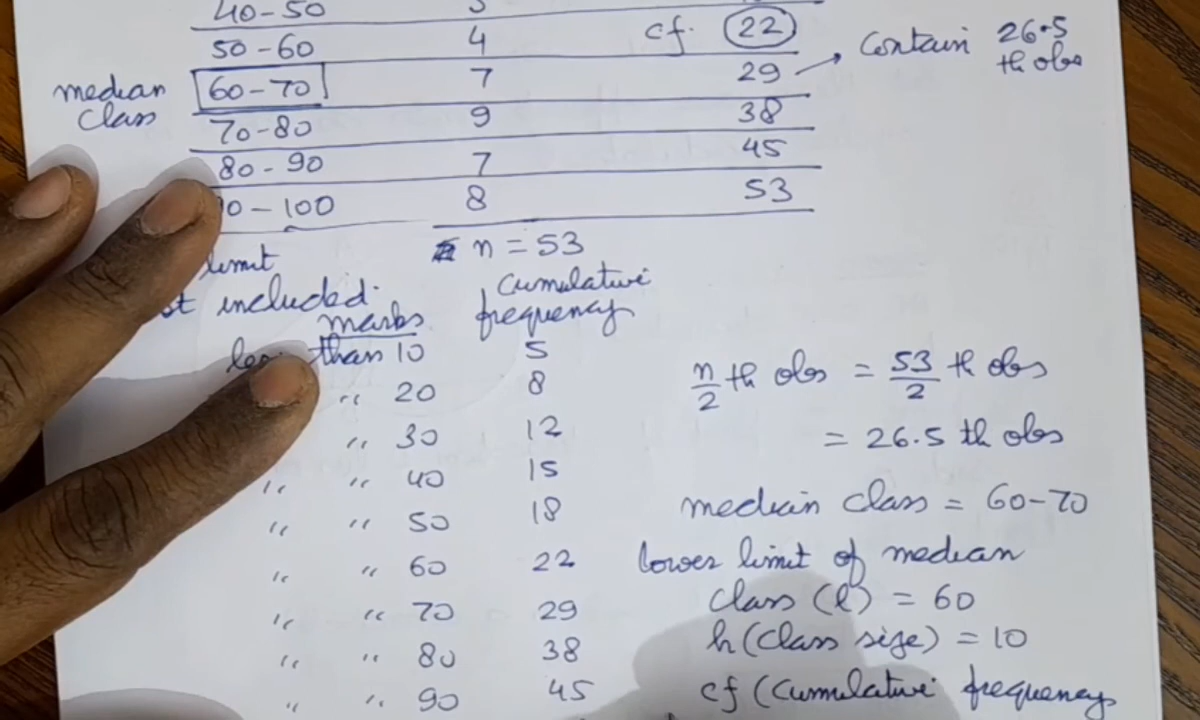 40-50
50-60 4 cf. 22 contain 26.5
th obs
median class 60-70 7 29
70-80 9 38
80-90 7 45
0-100 8 53
n = 53
limit
included.
marks cumulative frequency
than 10 5
" 20 8
" 30 12
" " 40 15
" " 50 18
" " 60 22
" " 70 29
" " 80 38
" " 90 45
n/2 th obs = 53/2 th obs
= 26.5 th obs
median class = 60-70
lower limit of median
class (l) = 60
h (class size) = 10
cf (cumulative frequency